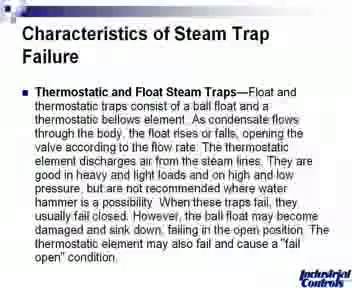 Characteristics of Steam Trap
Failure
Thermostatic and Float Steam Traps—Float and
thermostatic traps consist of a ball float and a
thermostatic bellows element. As condensate flows
through the body, the float rises or falls, opening the
valve according to the flow rate. The thermostatic
element discharges air from the steam lines. They are
good in heavy and light loads and on high and low
pressure, but are not recommended where water
hammer is a possibility. When these traps fail, they
usually fail closed. However, the ball float may become
damaged and sink down, failing in the open position. The
thermostatic element may also fail and cause a "fail
open" condition.
Industrial
Controls